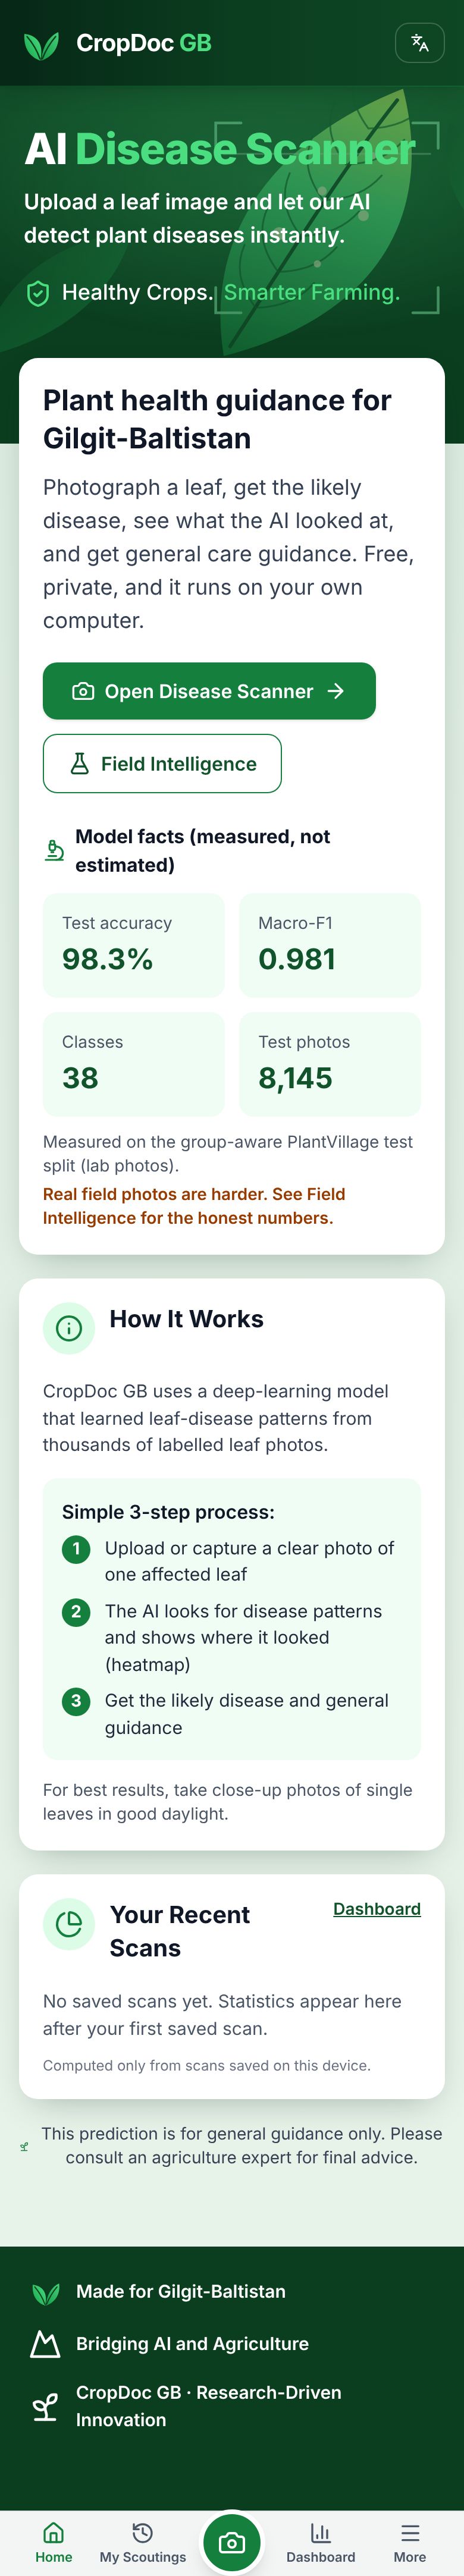 CropDoc GB
AI Disease Scanner
Upload a leaf image and let our AI
detect plant diseases instantly.
Healthy Crops. Smarter Farming.
Plant health guidance for
Gilgit-Baltistan
Photograph a leaf, get the likely
disease, see what the AI looked at,
and get general care guidance. Free,
private, and it runs on your own
computer.
Open Disease Scanner
Field Intelligence
Model facts (measured, not
estimated)
Test accuracy
98.3%
Macro-F1
0.981
Classes
38
Test photos
8,145
Measured on the group-aware PlantVillage test
split (lab photos).
Real field photos are harder. See Field
Intelligence for the honest numbers.
How It Works
CropDoc GB uses a deep-learning model
that learned leaf-disease patterns from
thousands of labelled leaf photos.
Simple 3-step process:
1 Upload or capture a clear photo of
one affected leaf
2 The AI looks for disease patterns
and shows where it looked
(heatmap)
3 Get the likely disease and general
guidance
For best results, take close-up photos of single
leaves in good daylight.
Your Recent
Scans
Dashboard
No saved scans yet. Statistics appear here
after your first saved scan.
Computed only from scans saved on this device.
This prediction is for general guidance only. Please
consult an agriculture expert for final advice.
Made for Gilgit-Baltistan
Bridging AI and Agriculture
CropDoc GB · Research-Driven
Innovation
Home
My Scoutings
Dashboard
More